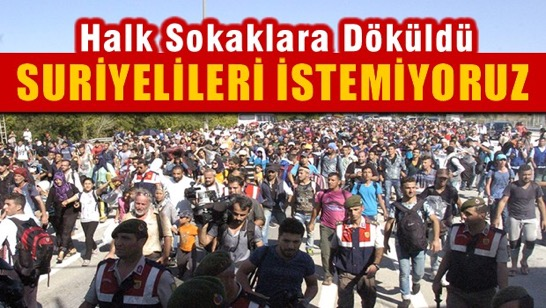 Halk Sokaklara Döküldü
SURİYELİLERİ İSTEMİYORUZ